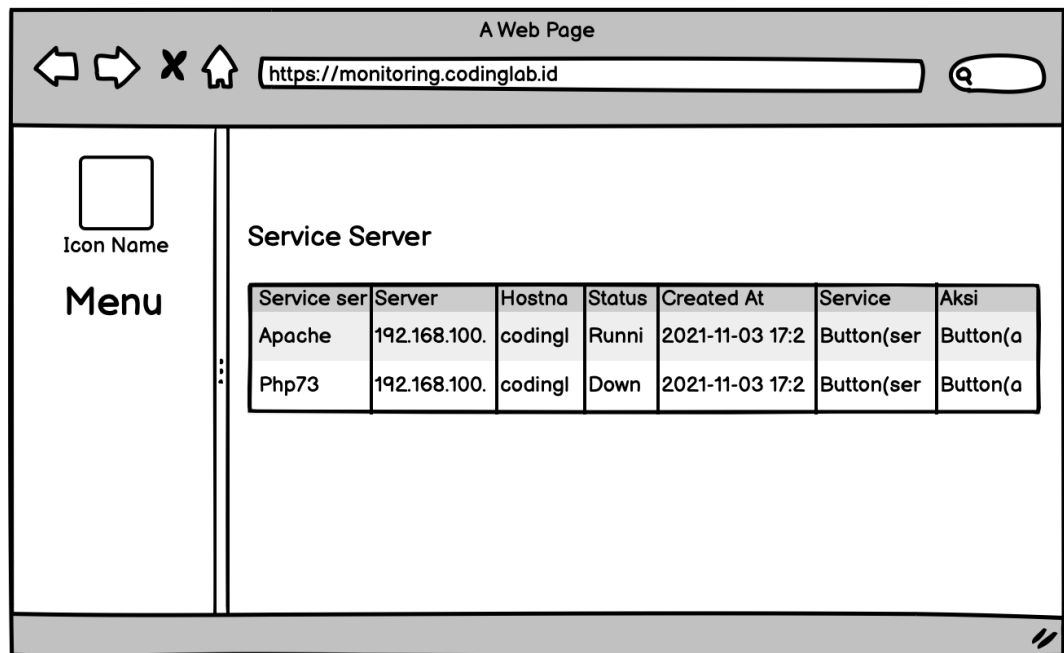 A Web Page
https://monitoring.codinglab.id
Icon Name
Menu
Service Server
Service ser Server Hostna Status Created At Service Aksi
Apache 192.168.100. codingl Runni 2021-11-03 17:2 Button(ser Button(a
Php73 192.168.100. codingl Down 2021-11-03 17:2 Button(ser Button(a